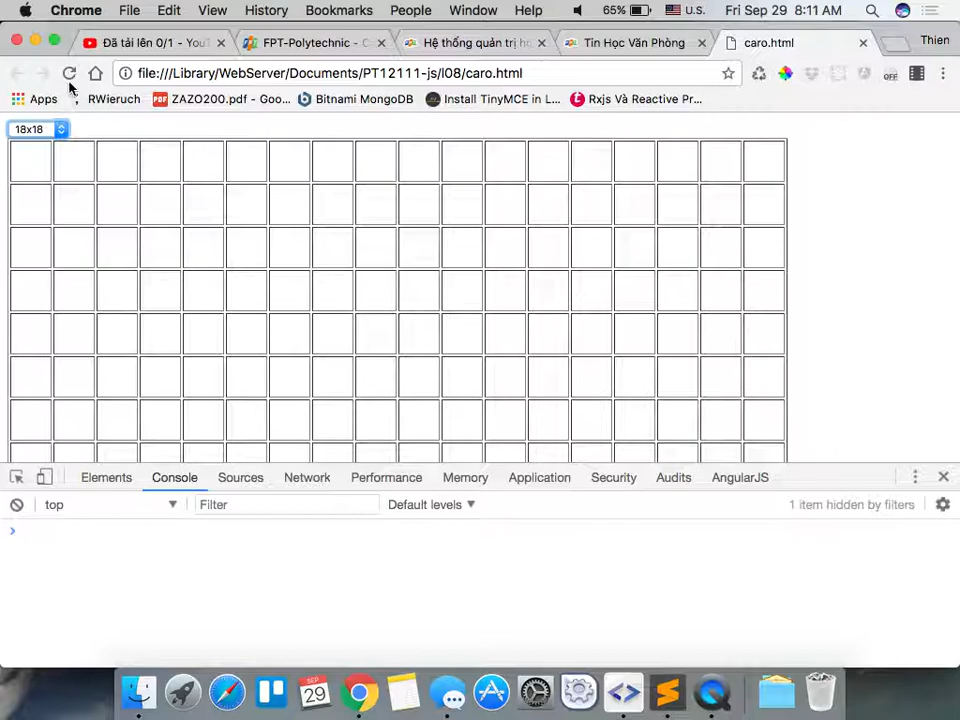 Chrome File Edit View History Bookmarks People Window Help 65% U.S. Fri Sep 29 8:11 AM
Đã tải lên 0/1 - YouT FPT-Polytechnic - C Hệ thống quản trị h Tin Học Văn Phòng caro.html Thien
file:///Library/WebServer/Documents/PT12111-js/l08/caro.html OFF
Apps RWieruch ZAZO200.pdf - Goo... Bitnami MongoDB Install TinyMCE in L... Rxjs Và Reactive Pr...
18x18
Elements Console Sources Network Performance Memory Application Security Audits AngularJS
top Filter Default levels 1 item hidden by filters
SEP
29